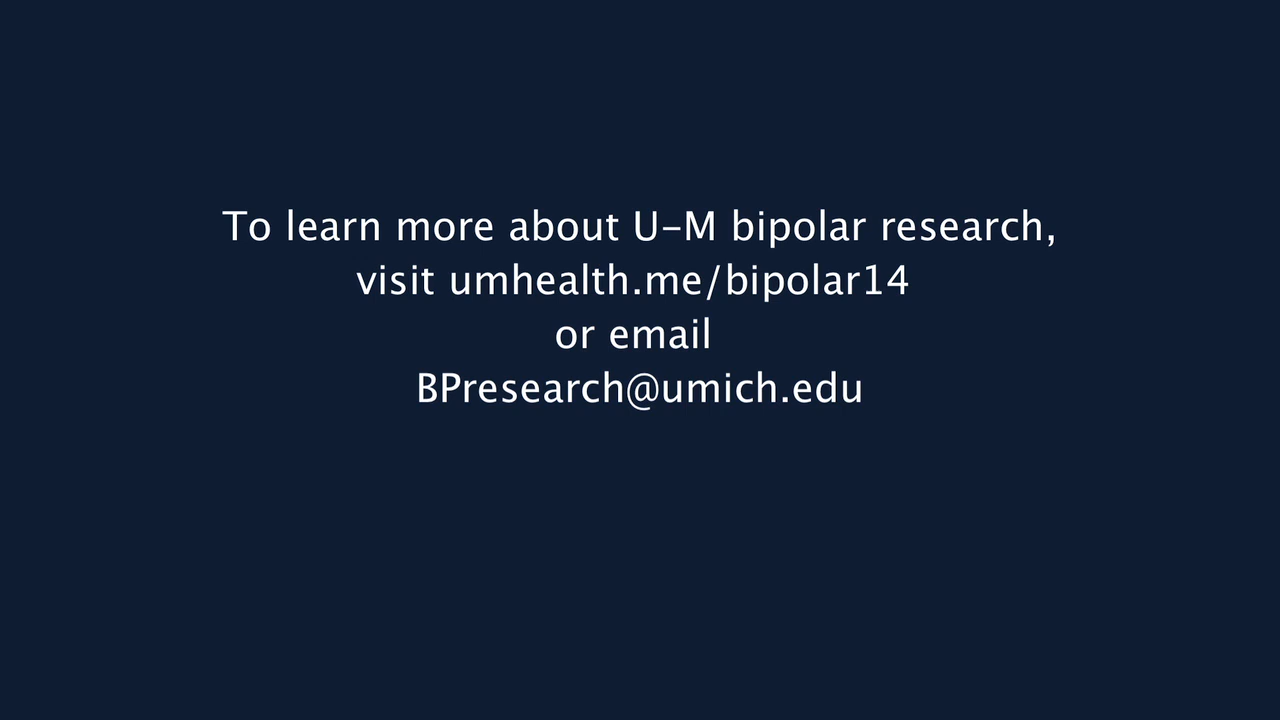 To learn more about U-M bipolar research,
visit umhealth.me/bipolar14
or email
BPresearch@umich.edu